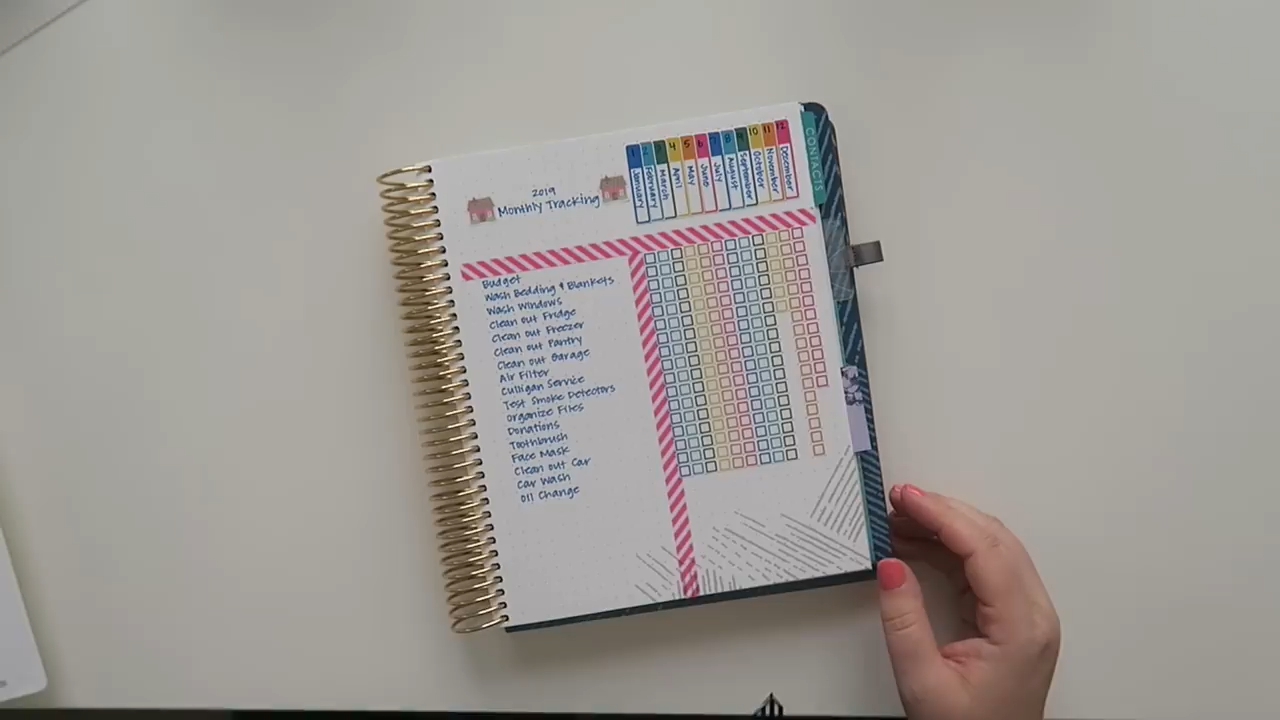 2019
Monthly Tracking
1 2 3 4 5 6 7 8 9 10 11 12
January February March April May June July August September October November December
CONTACTS
Budget
Wash Bedding & Blankets
Wash Windows
Clean out Fridge
Clean out Freezer
Clean out Pantry
Clean out Garage
Air Filter
Culligan Service
Test Smoke Detectors
Organize Files
Donations
Toothbrush
Face Mask
Clean out Car
Car Wash
Oil Change